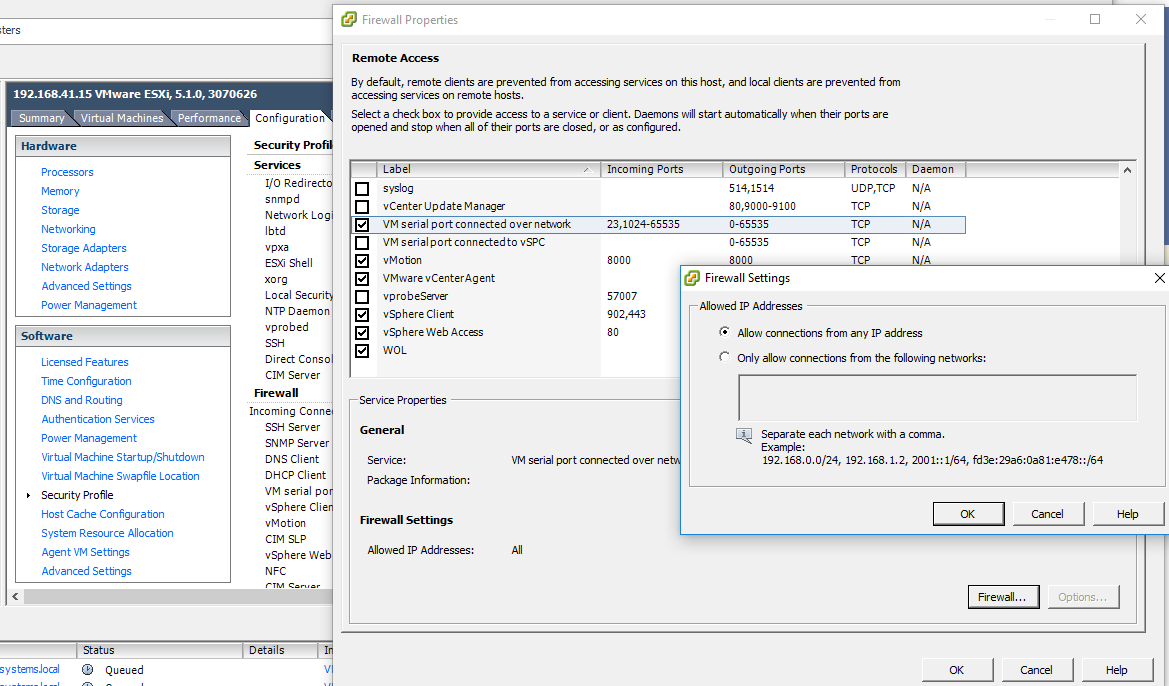 Firewall Properties
sters
Remote Access
By default, remote clients are prevented from accessing services on this host, and local clients are prevented from
accessing services on remote hosts.
Select a check box to provide access to a service or client. Daemons will start automatically when their ports are
opened and stop when all of their ports are closed, or as configured.
192.168.41.15 VMware ESXi, 5.1.0, 3070626
Summary Virtual Machines Performance Configuration
Hardware
Processors
Memory
Storage
Networking
Storage Adapters
Network Adapters
Advanced Settings
Power Management
Software
Licensed Features
Time Configuration
DNS and Routing
Authentication Services
Power Management
Virtual Machine Startup/Shutdown
Virtual Machine Swapfile Location
Security Profile
Host Cache Configuration
System Resource Allocation
Agent VM Settings
Advanced Settings
Security Profil
Services
I/O Redirecto
snmpd
Network Logi
lbtd
vpxa
ESXi Shell
xorg
Local Security
NTP Daemon
vprobed
SSH
Direct Consol
CIM Server
Firewall
Incoming Conne
SSH Server
SNMP Server
DNS Client
DHCP Client
VM serial por
vSphere Clien
vMotion
CIM SLP
vSphere Web
NFC
CIM Server
Label Incoming Ports Outgoing Ports Protocols Daemon
syslog 514,1514 UDP,TCP N/A
vCenter Update Manager 80,9000-9100 TCP N/A
VM serial port connected over network 23,1024-65535 0-65535 TCP N/A
VM serial port connected to vSPC 0-65535 TCP N/A
vMotion 8000 8000 TCP N/A
VMware vCenterAgent
vprobeServer 57007
vSphere Client 902,443
vSphere Web Access 80
WOL
Service Properties
General
Service: VM serial port connected over netw
Package Information:
Firewall Settings
Allowed IP Addresses: All
Firewall... Options...
OK Cancel Help
Firewall Settings
Allowed IP Addresses
Allow connections from any IP address
Only allow connections from the following networks:
Separate each network with a comma.
Example:
192.168.0.0/24, 192.168.1.2, 2001::1/64, fd3e:29a6:0a81:e478::/64
OK Cancel Help
Status Details In
systems.local Queued
systems.local Queued